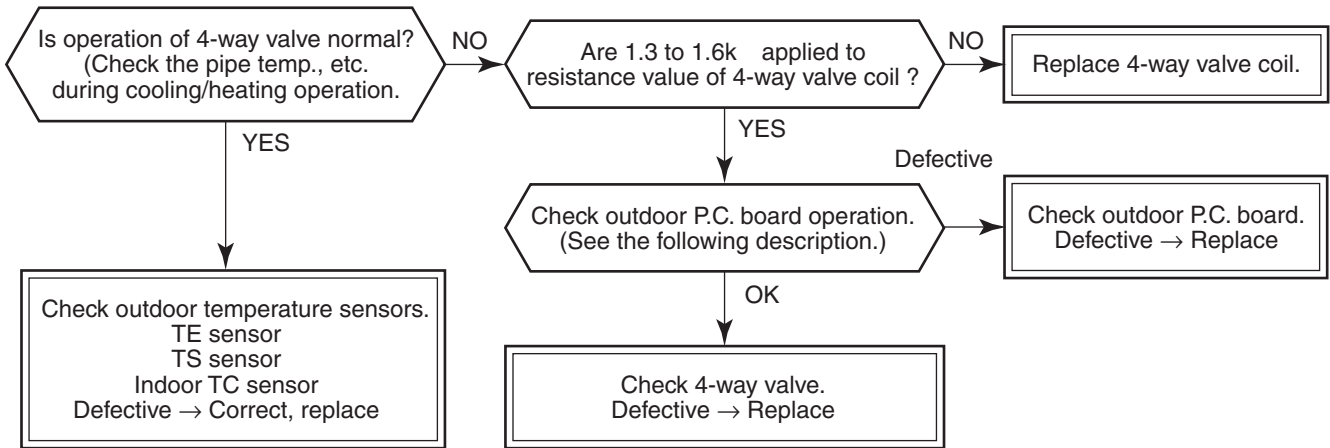 Is operation of 4-way valve normal?
(Check the pipe temp., etc.
during cooling/heating operation.
NO
Are 1.3 to 1.6k applied to
resistance value of 4-way valve coil ?
NO
Replace 4-way valve coil.
YES
YES
Defective
Check outdoor P.C. board operation.
(See the following description.)
Check outdoor P.C. board.
Defective → Replace
OK
Check outdoor temperature sensors.
TE sensor
TS sensor
Indoor TC sensor
Defective → Correct, replace
Check 4-way valve.
Defective → Replace